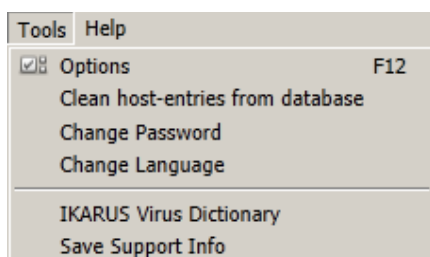 Tools Help
Options F12
Clean host-entries from database
Change Password
Change Language
IKARUS Virus Dictionary
Save Support Info